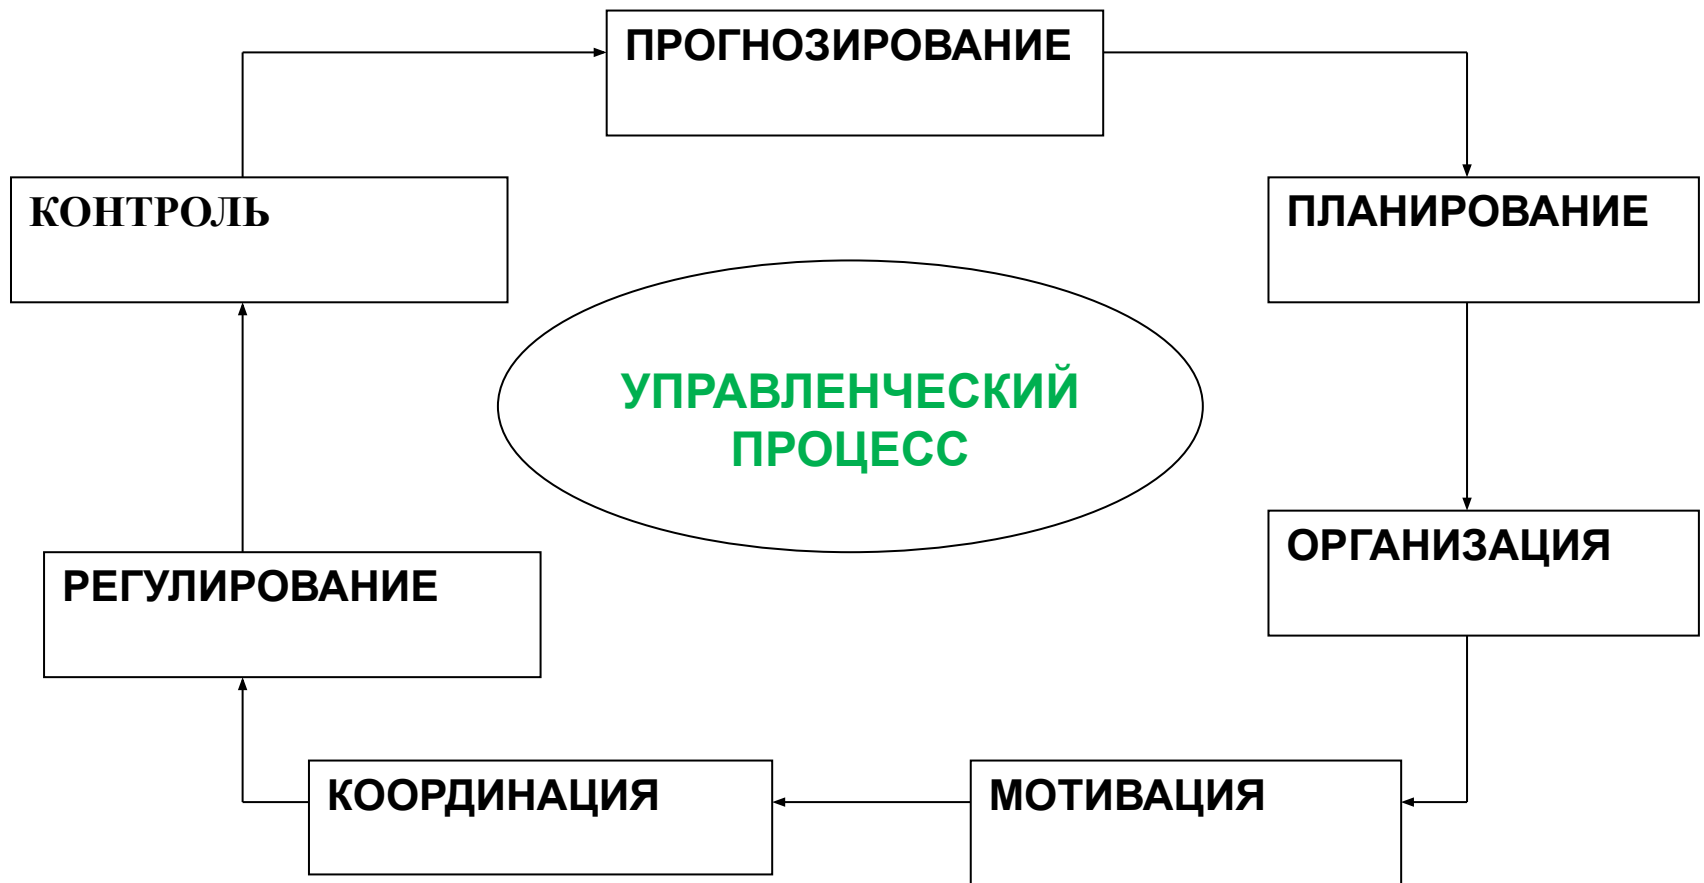 ПРОГНОЗИРОВАНИЕ
КОНТРОЛЬ
ПЛАНИРОВАНИЕ
УПРАВЛЕНЧЕСКИЙ
ПРОЦЕСС
ОРГАНИЗАЦИЯ
РЕГУЛИРОВАНИЕ
КООРДИНАЦИЯ
МОТИВАЦИЯ